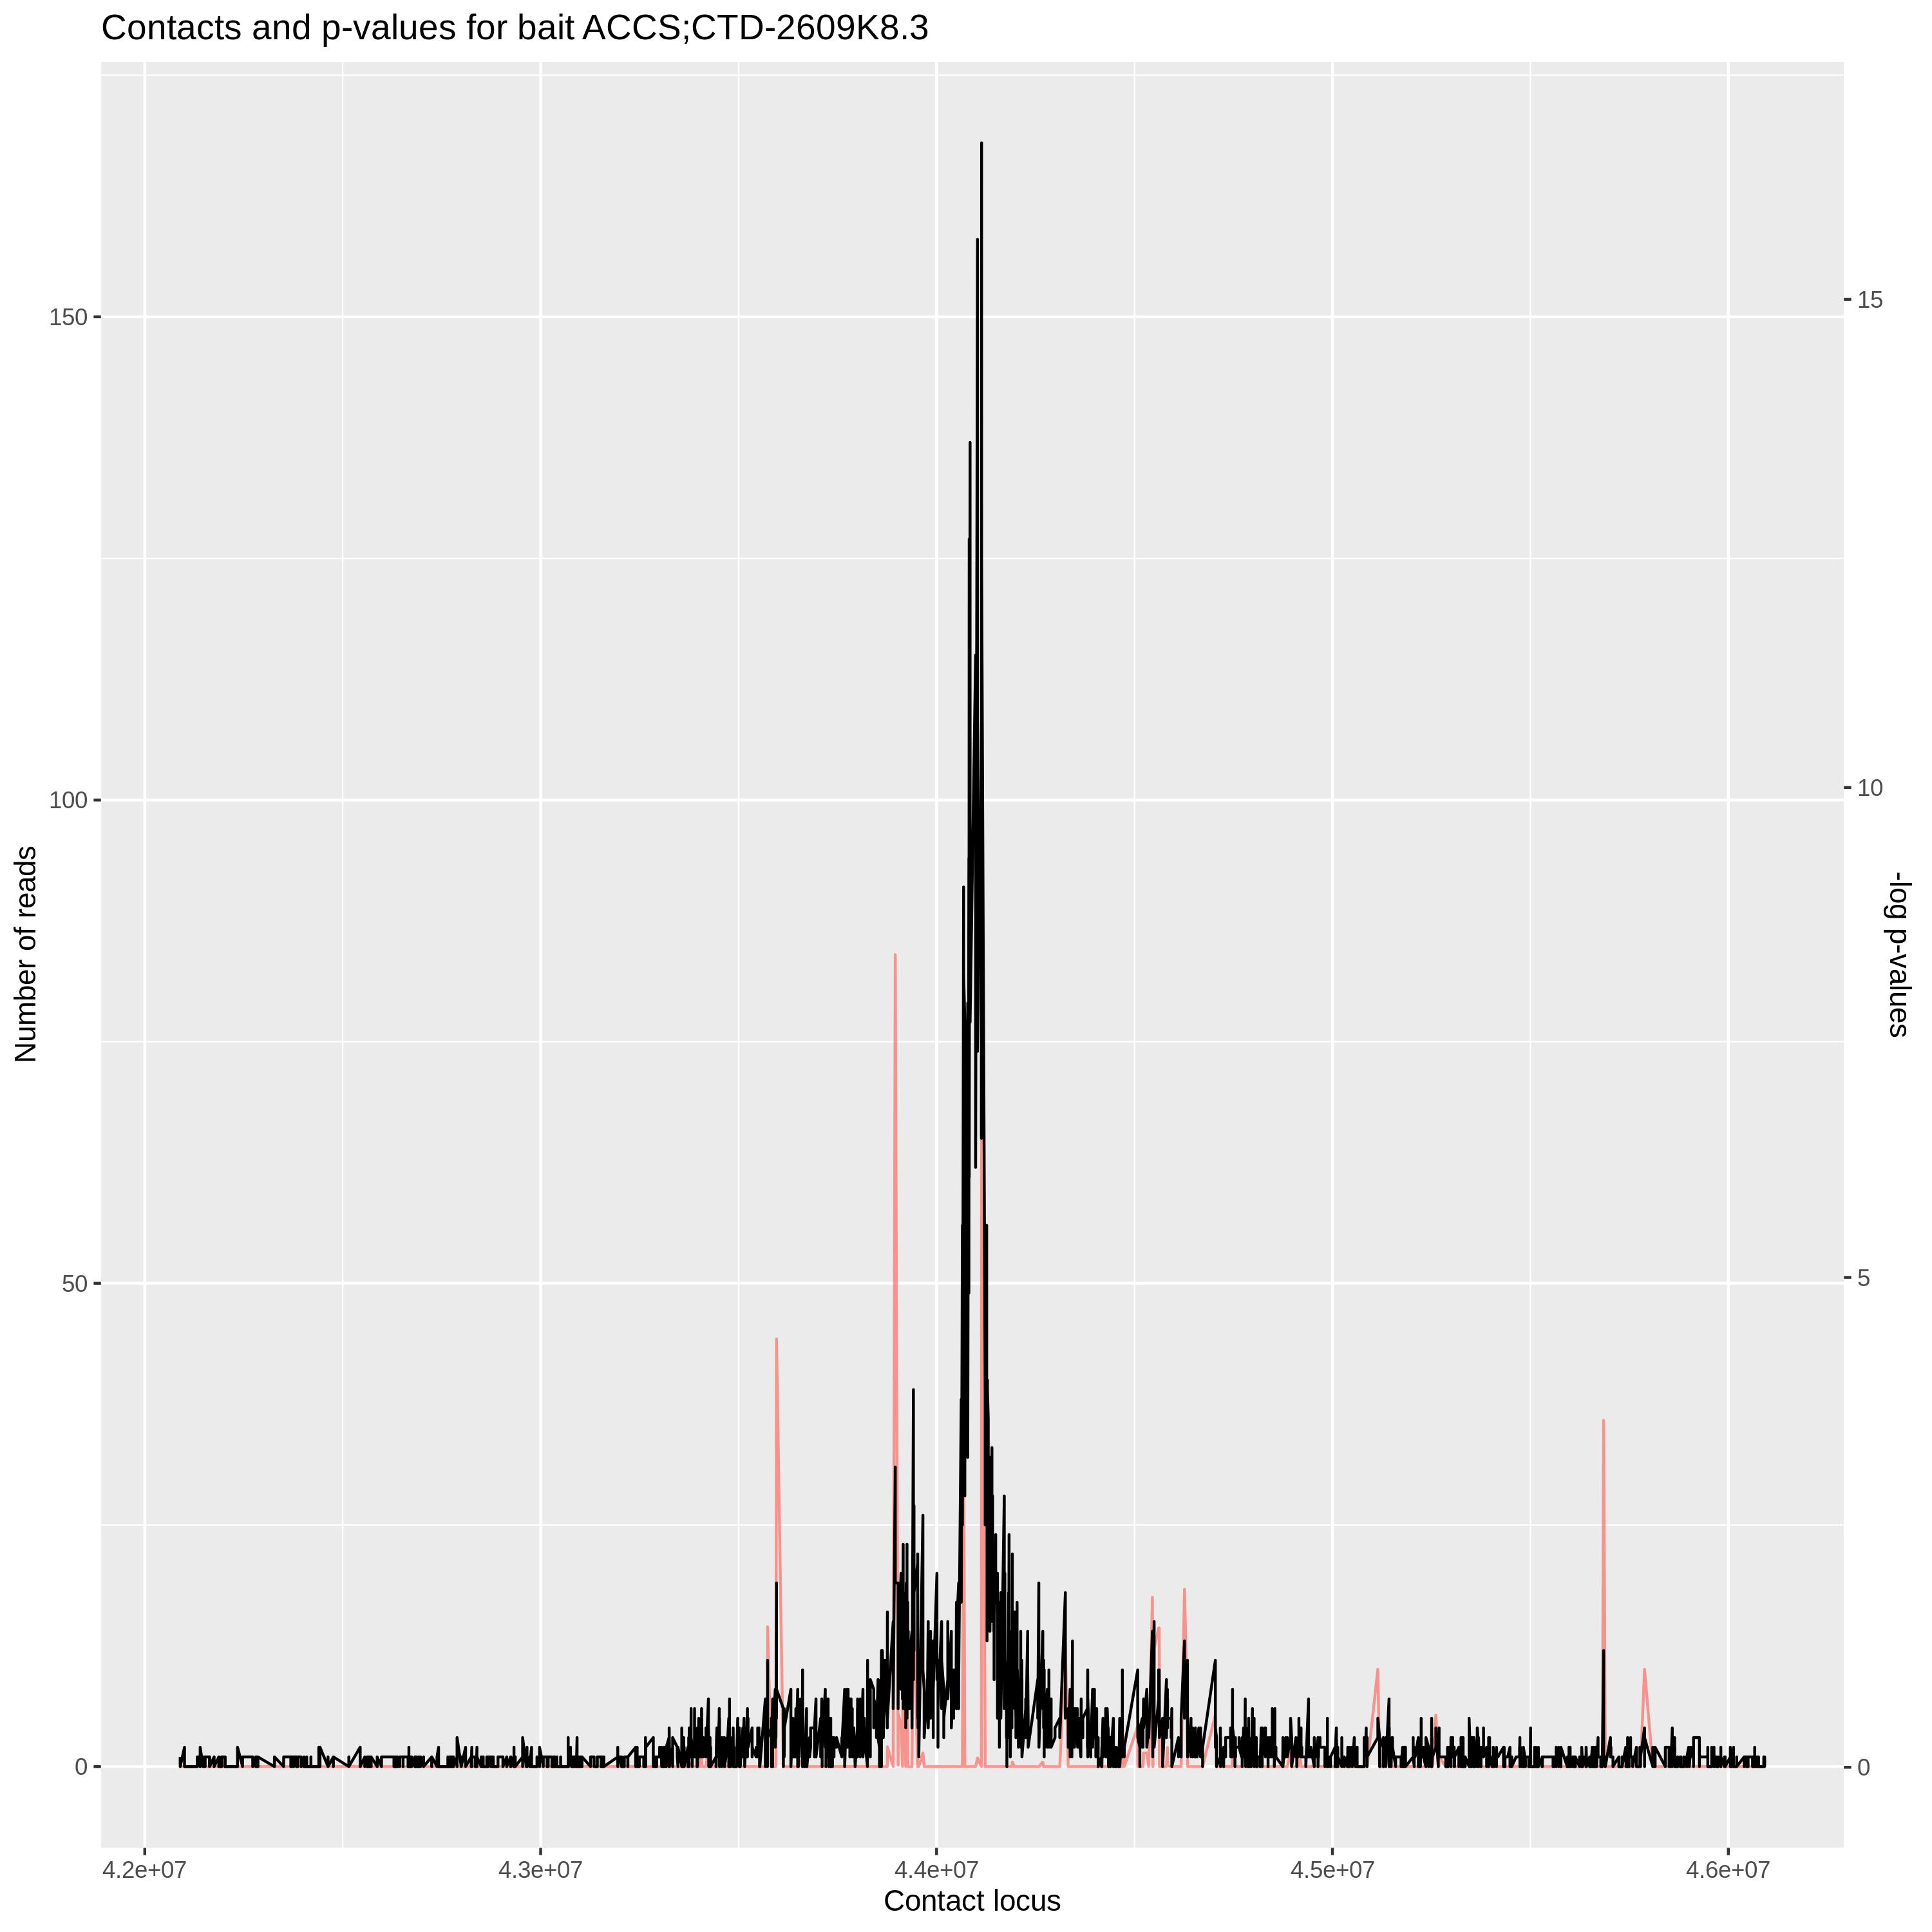 Contacts and p-values for bait ACCS;CTD-2609K8.3
Number of reads
150
100
50
0
15
10
5
0
-log p-values
4.2e+07 4.3e+07 4.4e+07 4.5e+07 4.6e+07
Contact locus